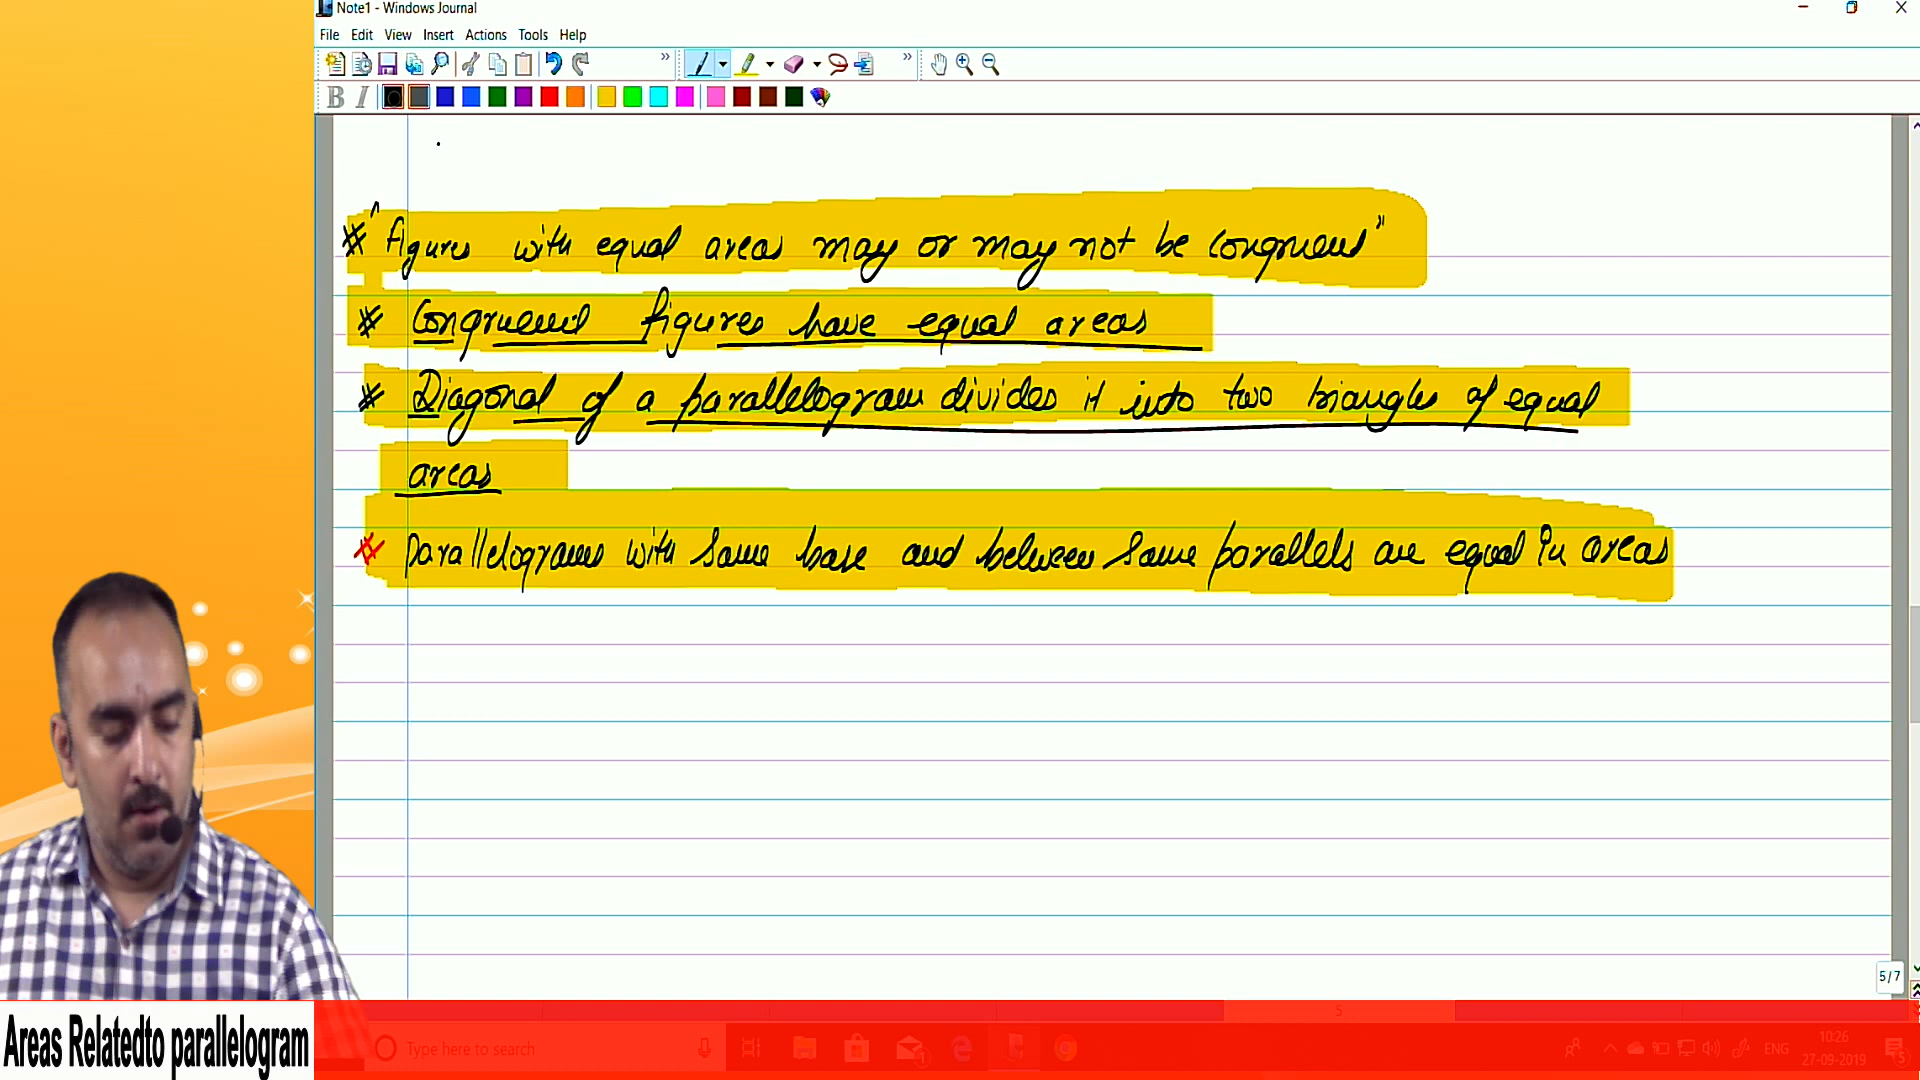 Note1 - Windows Journal
File Edit View Insert Actions Tools Help
B I
# "figures with equal areas may or may not be congruent"
* Congruent figures have equal areas
* Diagonal of a parallelogram divides it into two triangles of equal
areas
* parallelograms with same base and between same parallels are equal in areas
5/7
5
Type here to search
ENG
10:26
27-09-2019
Areas Relatedto parallelogram